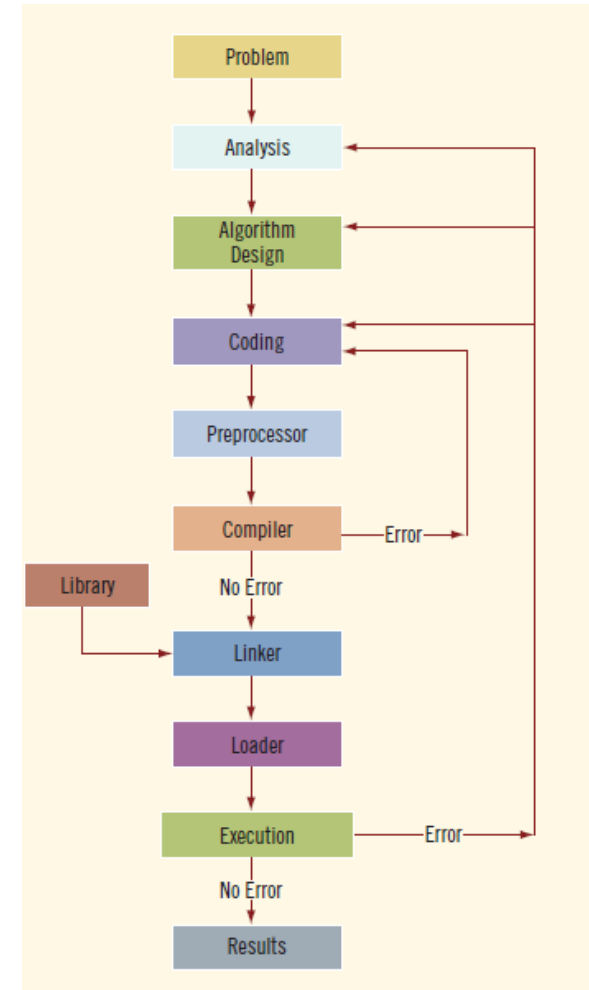 Problem
Analysis
Algorithm
Design
Coding
Preprocessor
Compiler
Error
Library
No Error
Linker
Loader
Execution
Error
No Error
Results